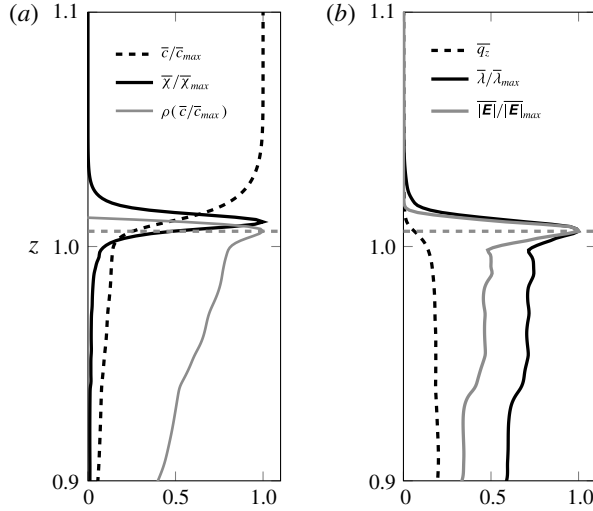 (a)
1.1
c̅/c̅max
χ̅/χ̅max
ρ(c̅/c̅max)
z
1.0
0.9
0
0.5
1.0
(b)
1.1
q̅z
λ̅/λ̅max
|E|̅/|E|̅max
1.0
0.9
0
0.5
1.0